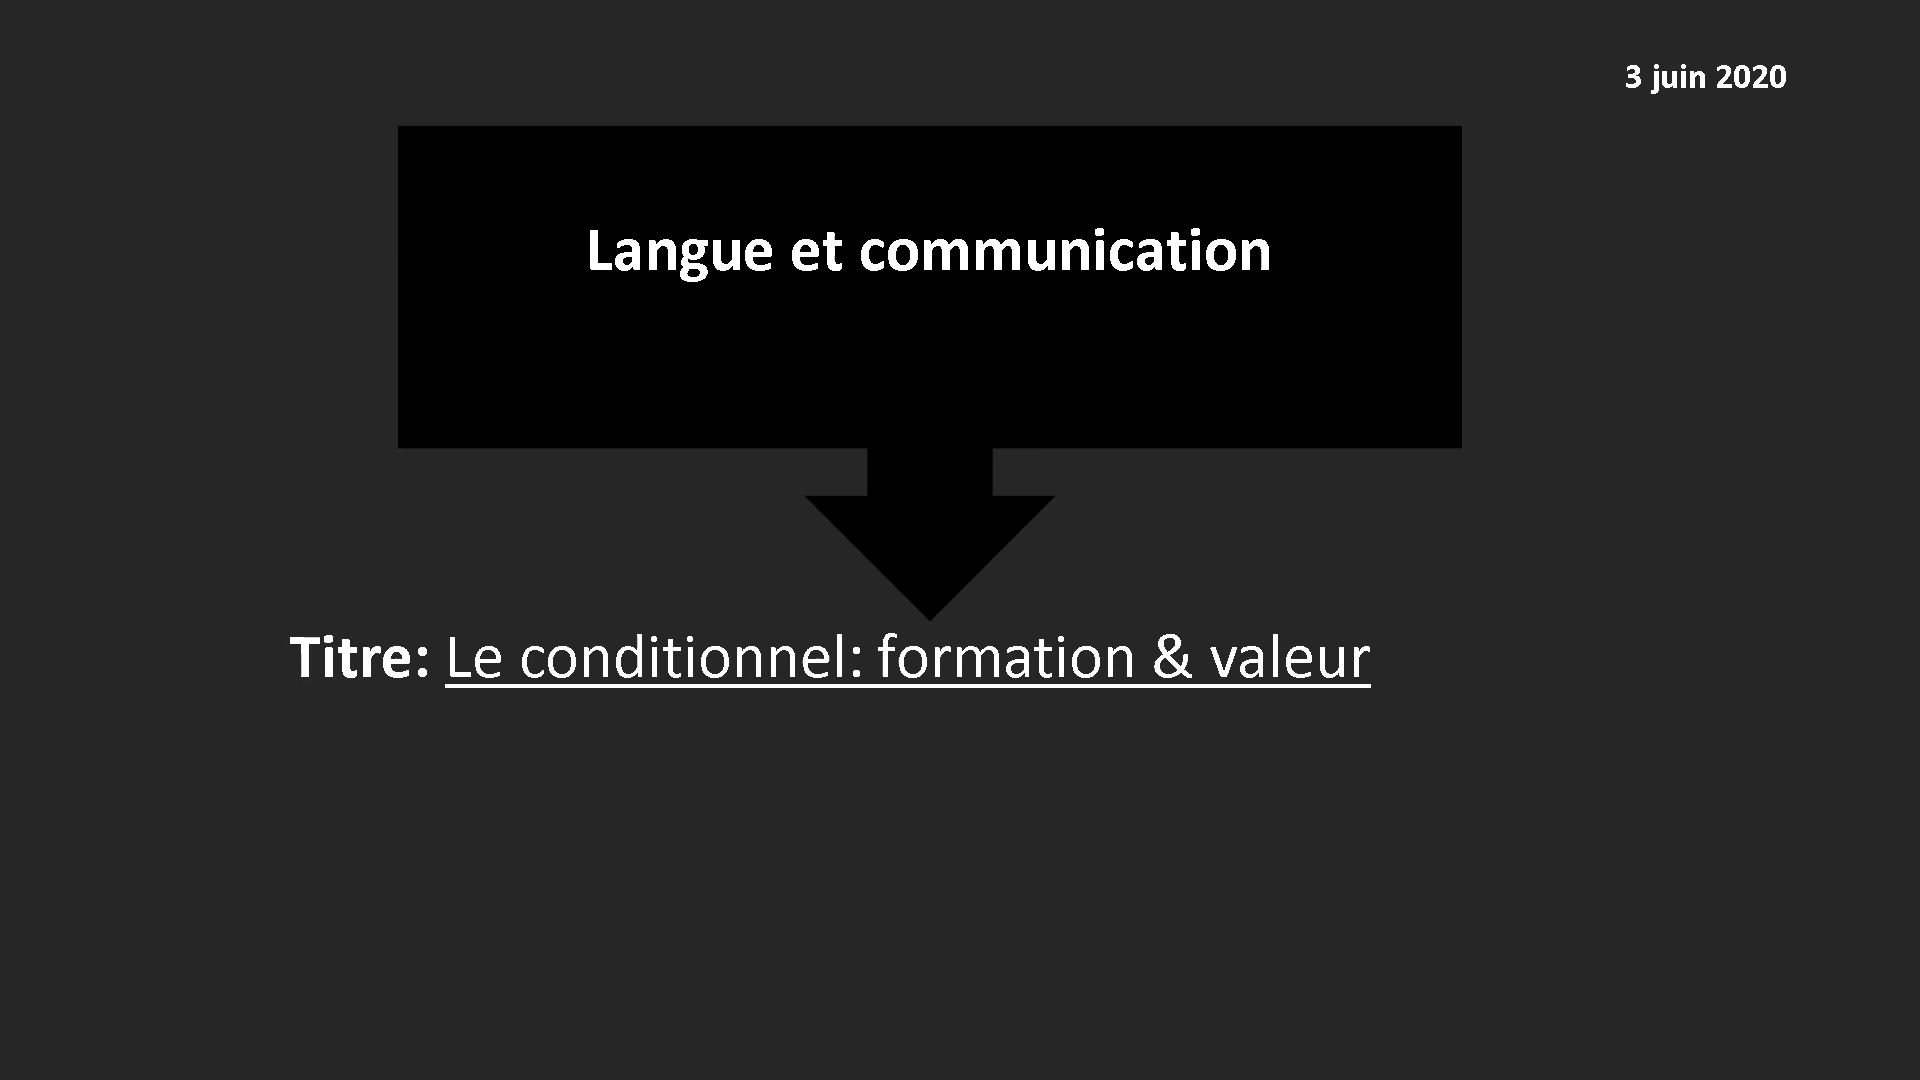 3 juin 2020
Langue et communication
Titre: Le conditionnel: formation & valeur